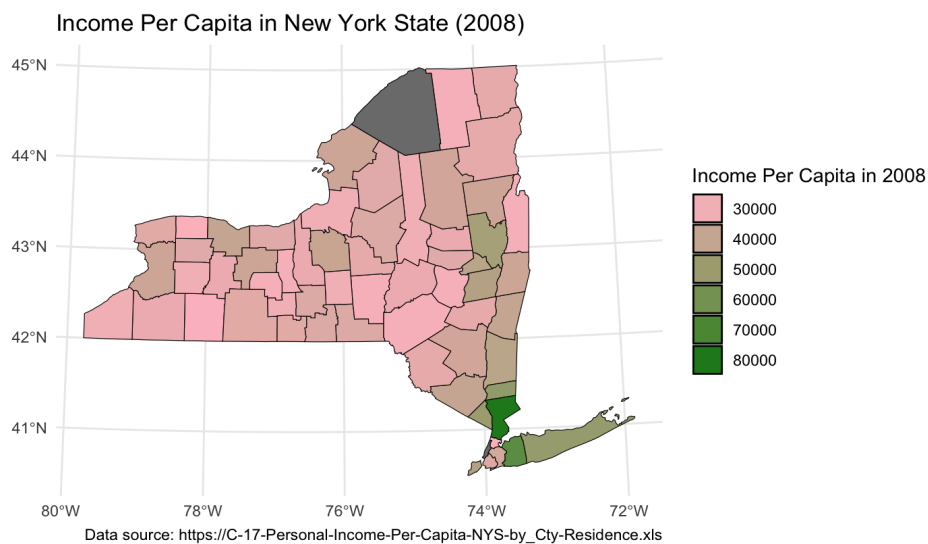 Income Per Capita in New York State (2008)
45°N
44°N
43°N
42°N
41°N
80°W
78°W
76°W
74°W
72°W
Income Per Capita in 2008
30000
40000
50000
60000
70000
80000
Data source: https://C-17-Personal-Income-Per-Capita-NYS-by_Cty-Residence.xls